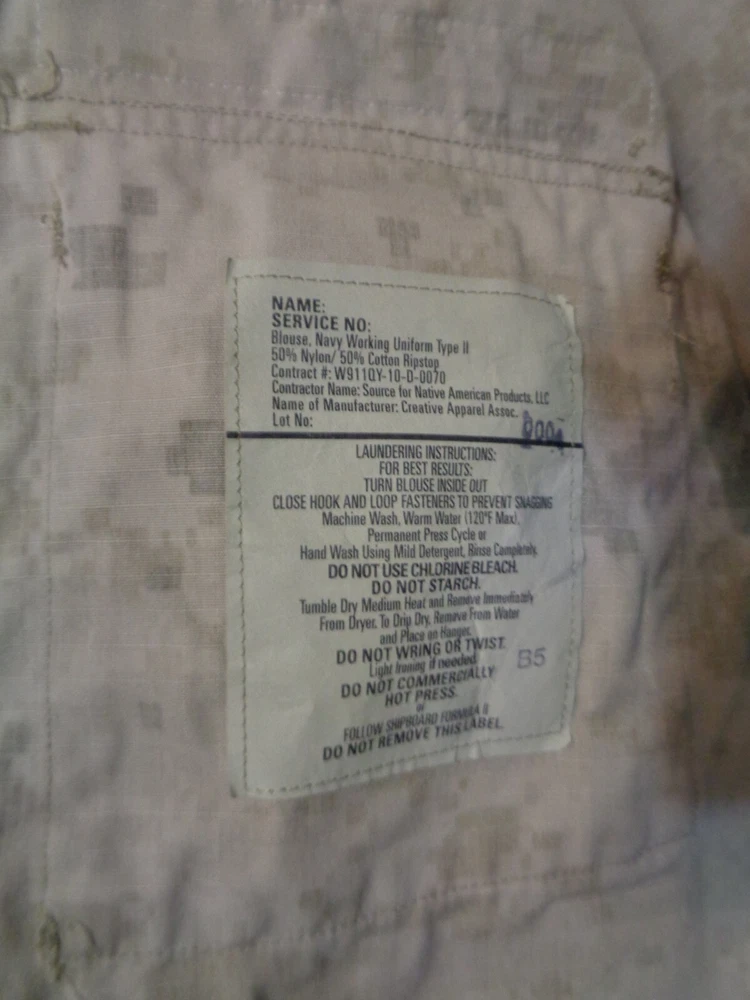 NAME:
SERVICE NO:
Blouse, Navy Working Uniform Type II
50% Nylon/ 50% Cotton Ripstop
Contract #: W911QY-10-D-0070
Contractor Name: Source for Native American Products, LLC
Name of Manufacturer: Creative Apparel Assoc.
Lot No:
LAUNDERING INSTRUCTIONS:
FOR BEST RESULTS:
TURN BLOUSE INSIDE OUT
CLOSE HOOK AND LOOP FASTENERS TO PREVENT SNAGGING
Machine Wash, Warm Water (120°F Max),
Permanent Press Cycle or
Hand Wash Using Mild Detergent, Rinse Completely.
DO NOT USE CHLORINE BLEACH.
DO NOT STARCH.
Tumble Dry Medium Heat and Remove Immediately
From Dryer. To Drip Dry, Remove From Water
and Place on Hanger.
DO NOT WRING OR TWIST.
Light Ironing if needed
B5
DO NOT COMMERCIALLY
HOT PRESS.
or
FOLLOW SHIPBOARD FORMULA II
DO NOT REMOVE THIS LABEL.